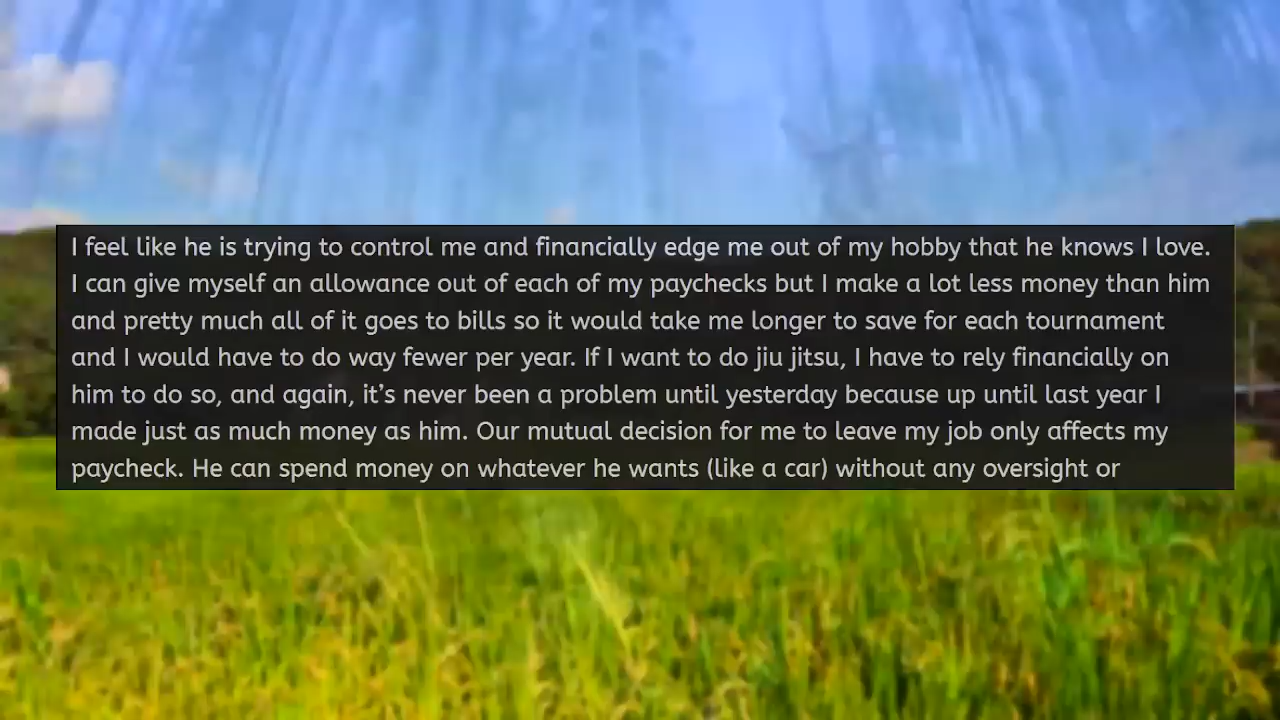 I feel like he is trying to control me and financially edge me out of my hobby that he knows I love.
I can give myself an allowance out of each of my paychecks but I make a lot less money than him
and pretty much all of it goes to bills so it would take me longer to save for each tournament
and I would have to do way fewer per year. If I want to do jiu jitsu, I have to rely financially on
him to do so, and again, it’s never been a problem until yesterday because up until last year I
made just as much money as him. Our mutual decision for me to leave my job only affects my
paycheck. He can spend money on whatever he wants (like a car) without any oversight or